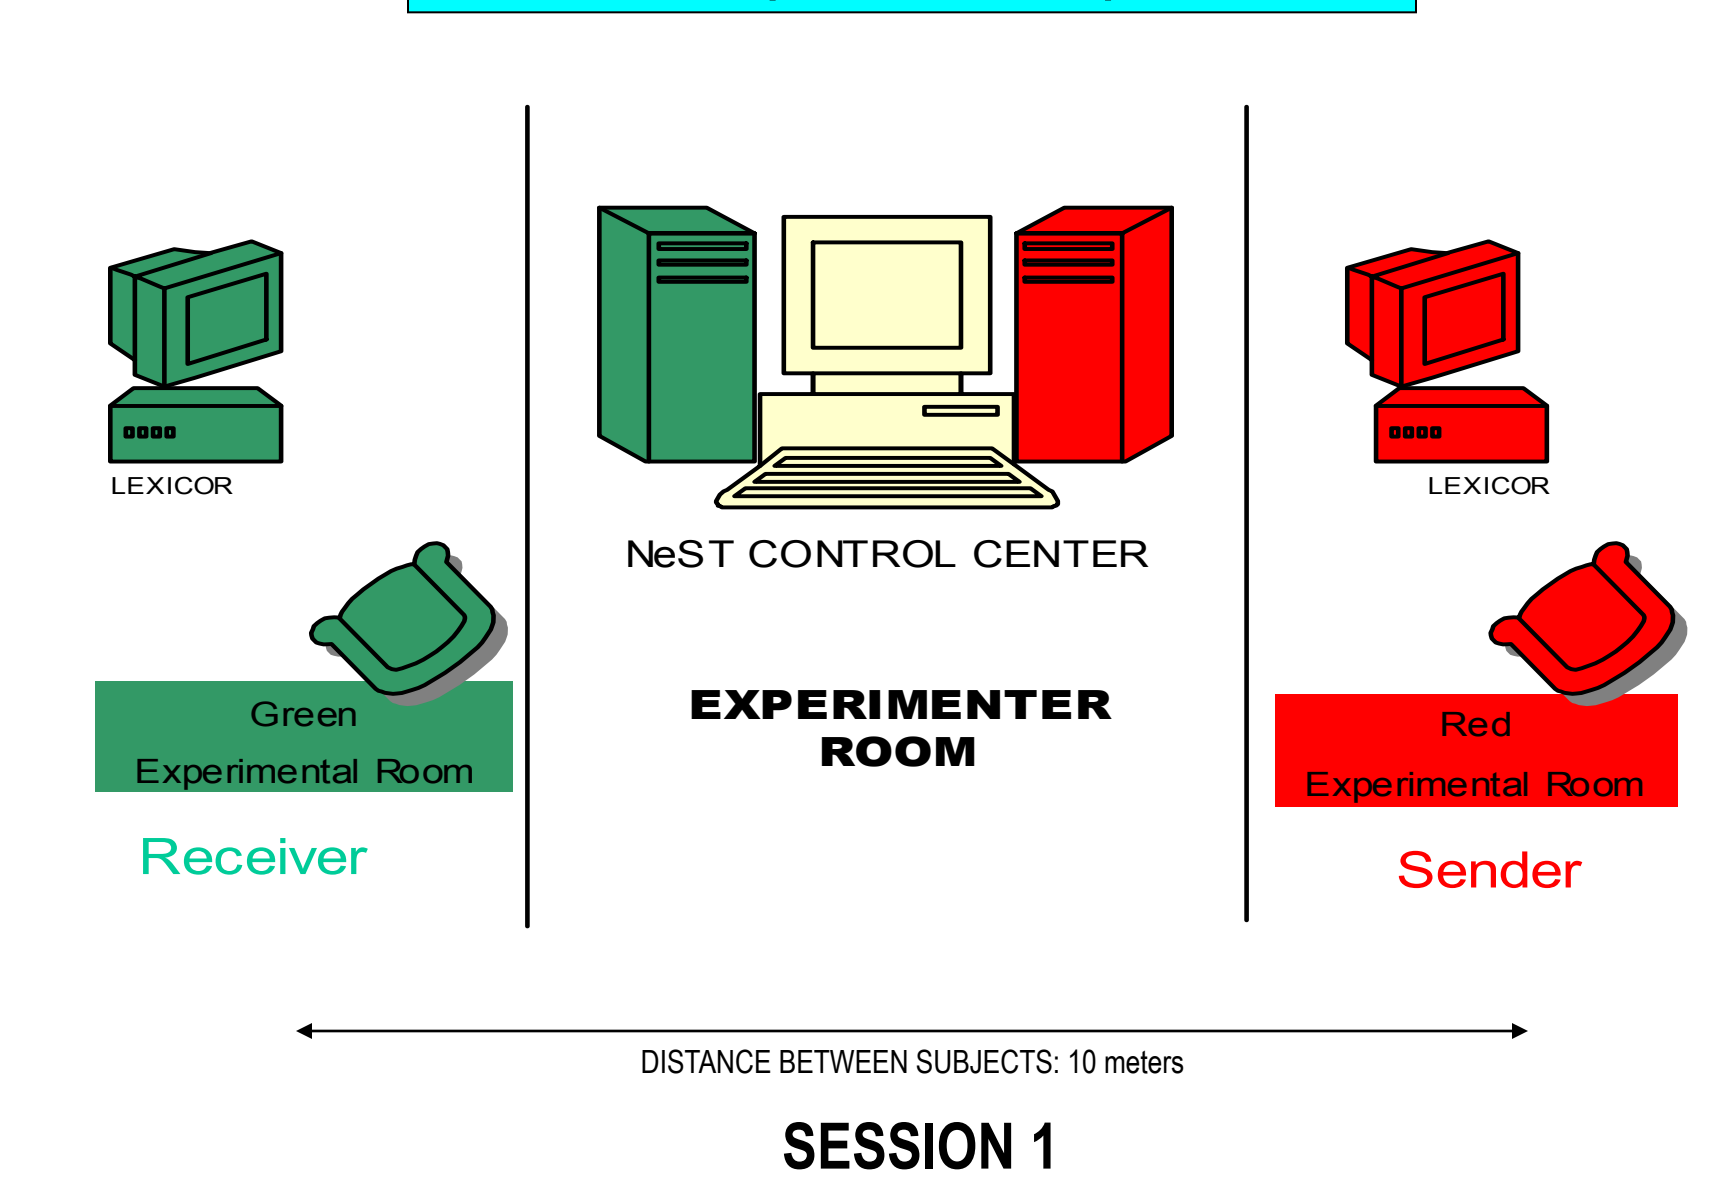 LEXICOR
LEXICOR
NeST CONTROL CENTER
EXPERIMENTER
ROOM
Green
Experimental Room
Red
Experimental Room
Receiver
Sender
DISTANCE BETWEEN SUBJECTS: 10 meters
SESSION 1